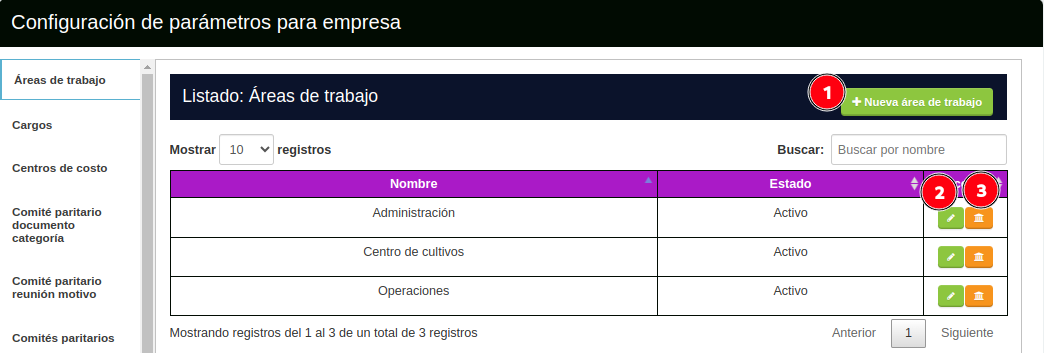 Configuración de parámetros para empresa
Áreas de trabajo
Cargos
Centros de costo
Comité paritario
documento
categoría
Comité paritario
reunión motivo
Comités paritarios
Listado: Áreas de trabajo
1
Nueva área de trabajo
Mostrar 10 registros
Buscar: Buscar por nombre
Nombre Estado
2 3
Administración Activo
Centro de cultivos Activo
Operaciones Activo
Mostrando registros del 1 al 3 de un total de 3 registros
Anterior 1 Siguiente